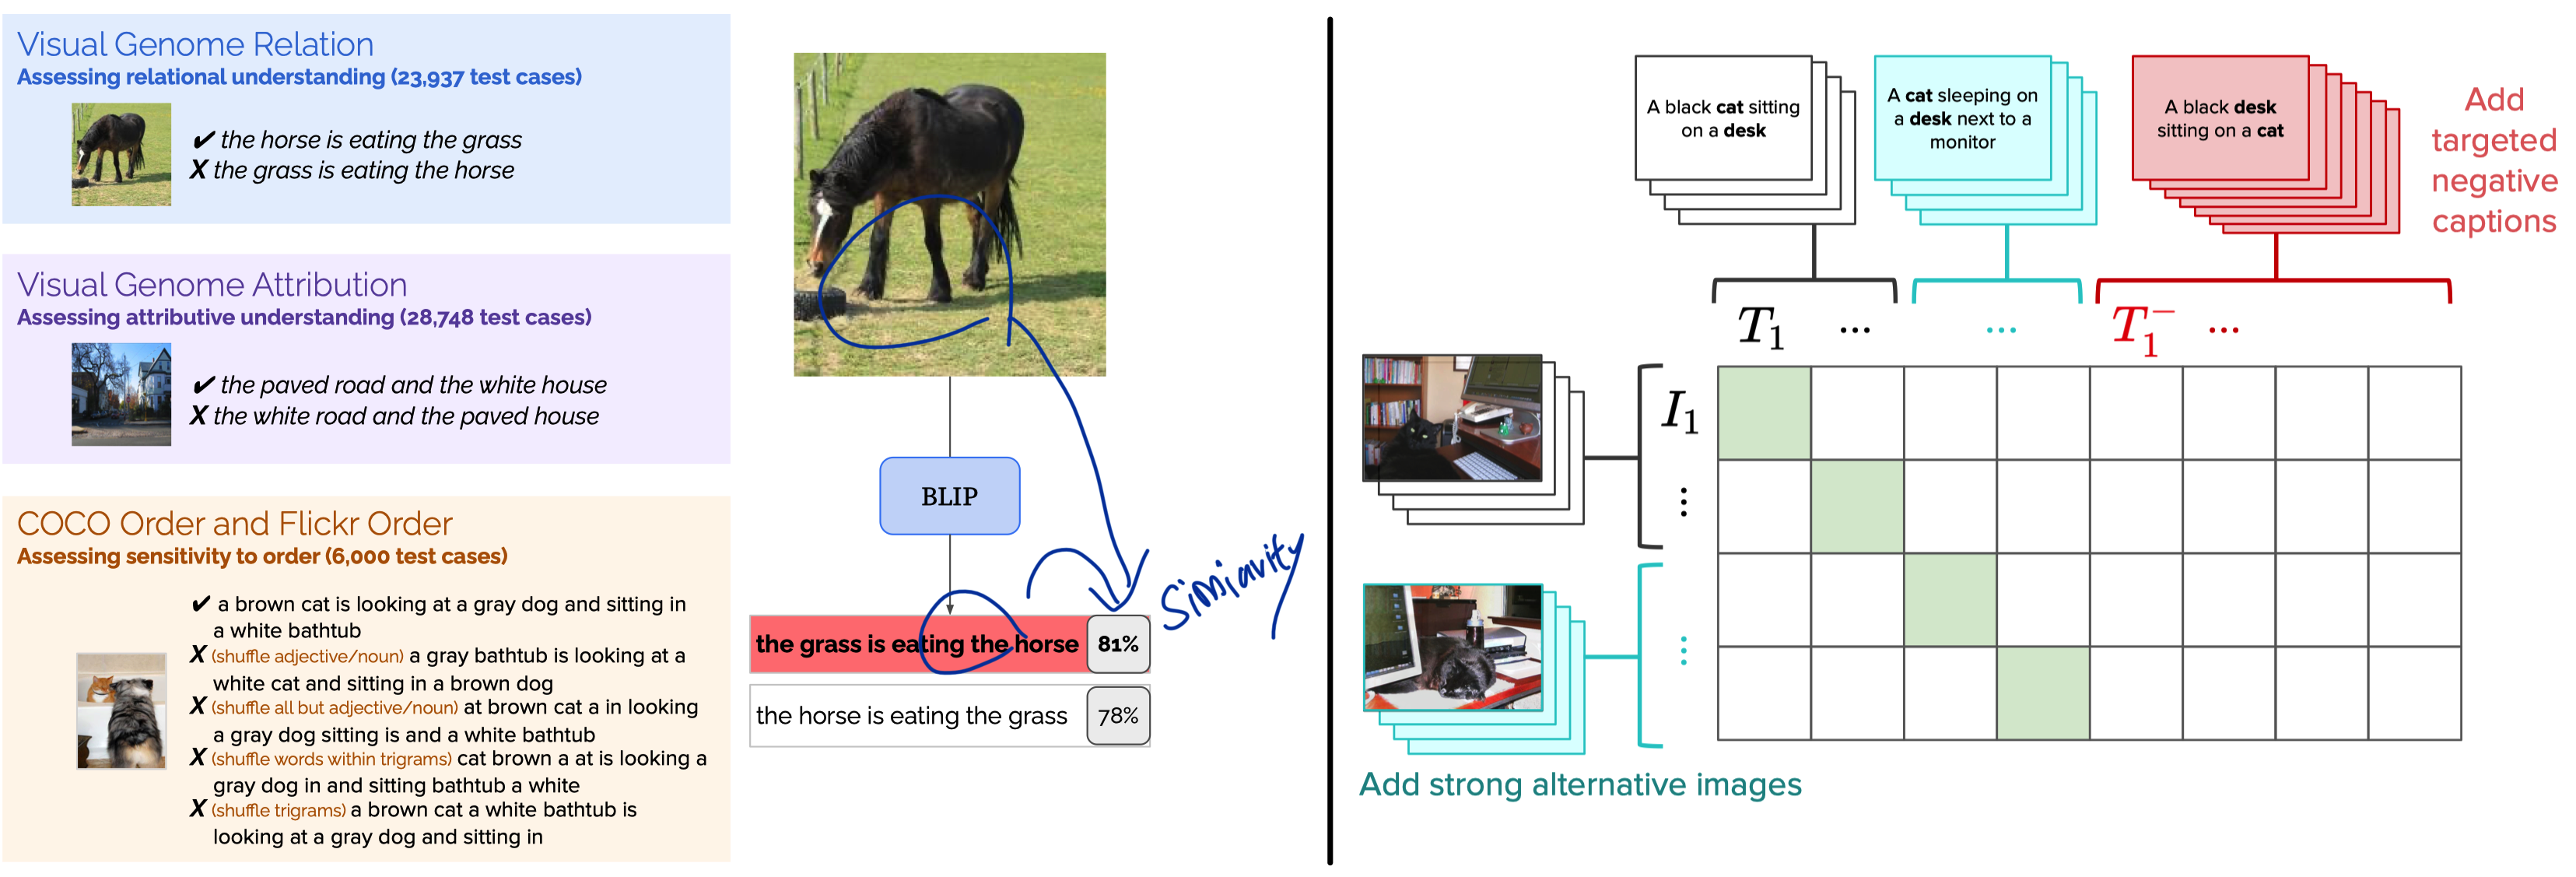 Visual Genome Relation
Assessing relational understanding (23,937 test cases)
✔ the horse is eating the grass
X the grass is eating the horse
Visual Genome Attribution
Assessing attributive understanding (28,748 test cases)
✔ the paved road and the white house
X the white road and the paved house
COCO Order and Flickr Order
Assessing sensitivity to order (6,000 test cases)
✔ a brown cat is looking at a gray dog and sitting in
a white bathtub
X (shuffle adjective/noun) a gray bathtub is looking at a
white cat and sitting in a brown dog
X (shuffle all but adjective/noun) at brown cat a in looking
a gray dog sitting is and a white bathtub
X (shuffle words within trigrams) cat brown a at is looking a
gray dog in and sitting bathtub a white
X (shuffle trigrams) a brown cat a white bathtub is
looking at a gray dog and sitting in
BLIP
the grass is eating the horse 81%
the horse is eating the grass 78%
A black cat sitting
on a desk
A cat sleeping on
a desk next to a
monitor
A black desk
sitting on a cat
Add
targeted
negative
captions
T₁ ... ... T₁⁻ ...
I₁
⋮
⋮
Add strong alternative images